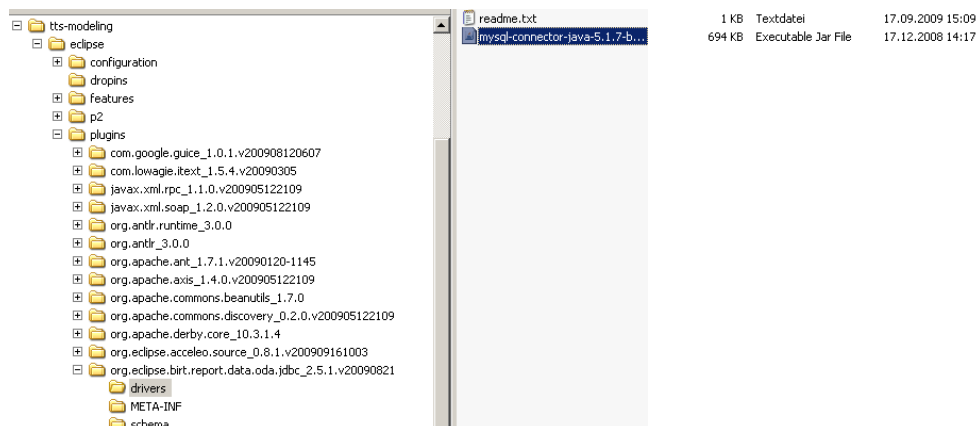 tts-modeling
eclipse
configuration
dropins
features
p2
plugins
com.google.guice_1.0.1.v200908120607
com.lowagie.itext_1.5.4.v20090305
javax.xml.rpc_1.1.0.v200905122109
javax.xml.soap_1.2.0.v200905122109
org.antlr.runtime_3.0.0
org.antlr_3.0.0
org.apache.ant_1.7.1.v20090120-1145
org.apache.axis_1.4.0.v200905122109
org.apache.commons.beanutils_1.7.0
org.apache.commons.discovery_0.2.0.v200905122109
org.apache.derby.core_10.3.1.4
org.eclipse.acceleo.source_0.8.1.v200909161003
org.eclipse.birt.report.data.oda.jdbc_2.5.1.v20090821
drivers
META-INF
schema
readme.txt 1 KB Textdatei 17.09.2009 15:09
mysql-connector-java-5.1.7-b... 694 KB Executable Jar File 17.12.2008 14:17